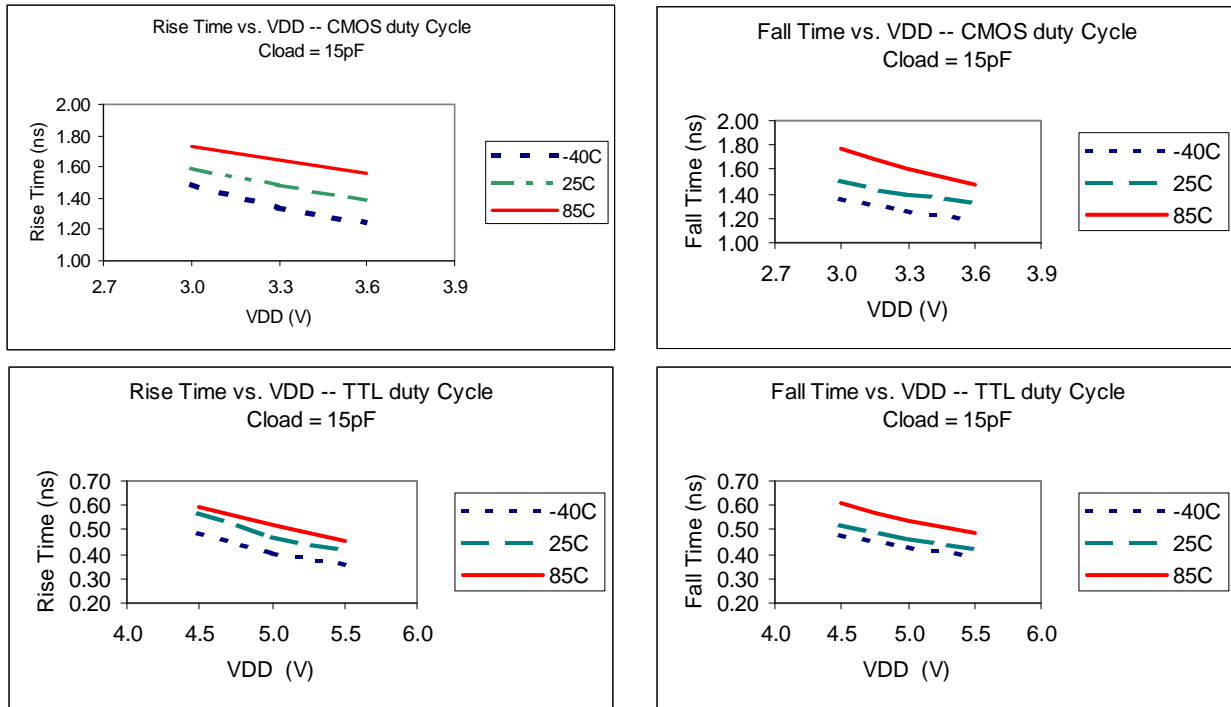 Rise Time vs. VDD -- CMOS duty Cycle
Cload = 15pF
Rise Time (ns)
2.00
1.80
1.60
1.40
1.20
1.00
2.7 3.0 3.3 3.6 3.9
VDD (V)
-40C
25C
85C
Fall Time vs. VDD -- CMOS duty Cycle
Cload = 15pF
Fall Time (ns)
2.00
1.80
1.60
1.40
1.20
1.00
2.7 3.0 3.3 3.6 3.9
VDD (V)
-40C
25C
85C
Rise Time vs. VDD -- TTL duty Cycle
Cload = 15pF
Rise Time (ns)
0.70
0.60
0.50
0.40
0.30
0.20
4.0 4.5 5.0 5.5 6.0
VDD (V)
-40C
25C
85C
Fall Time vs. VDD -- TTL duty Cycle
Cload = 15pF
Fall Time (ns)
0.70
0.60
0.50
0.40
0.30
0.20
4.0 4.5 5.0 5.5 6.0
VDD (V)
-40C
25C
85C